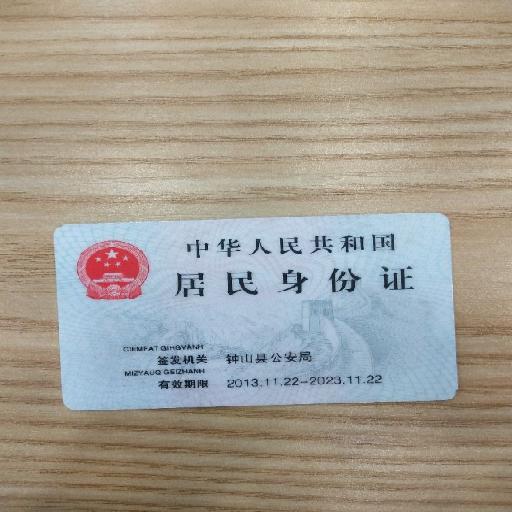 中华人民共和国
居民身份证
CIEMFAT GIHGVANH
签发机关 钟山县公安局
MIZYAUQ GEIZHANH
有效期限 2013.11.22-2023.11.22